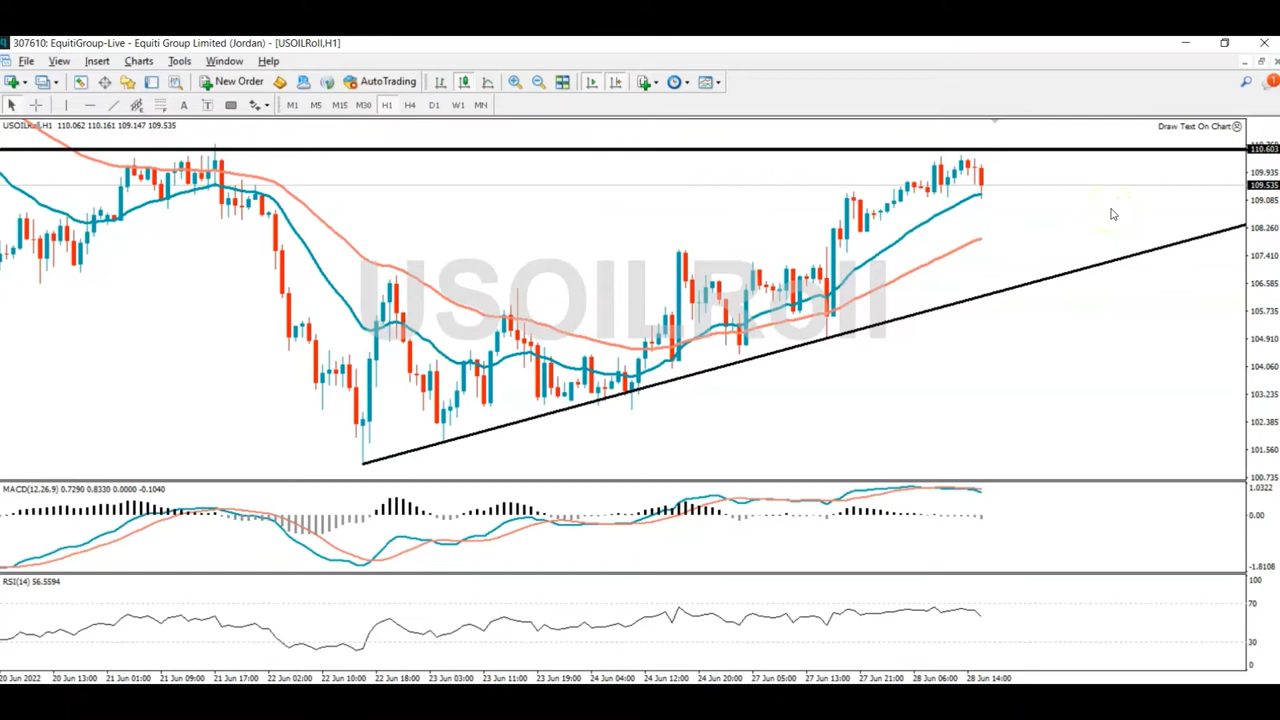 307610: EquitiGroup-Live - Equiti Group Limited (Jordan) - [USOILRoll,H1]
File View Insert Charts Tools Window Help
New Order AutoTrading
A T M1 M5 M15 M30 H1 H4 D1 W1 MN
USOILRoll,H1 110.062 110.161 109.147 109.535
Draw Text On Chart
110.603
109.935
109.535
109.085
108.260
107.410
106.585
105.735
104.910
104.060
103.235
102.385
101.560
100.735
USOILRoll
MACD(12,26,9) 0.7290 0.8330 0.0000 -0.1040
1.0322
0.00
-1.8108
RSI(14) 56.5594
100
70
30
0
20 Jun 2022 20 Jun 13:00 21 Jun 01:00 21 Jun 09:00 21 Jun 17:00 22 Jun 02:00 22 Jun 10:00 22 Jun 18:00 23 Jun 03:00 23 Jun 11:00 23 Jun 19:00 24 Jun 04:00 24 Jun 12:00 24 Jun 20:00 27 Jun 05:00 27 Jun 13:00 27 Jun 21:00 28 Jun 06:00 28 Jun 14:00